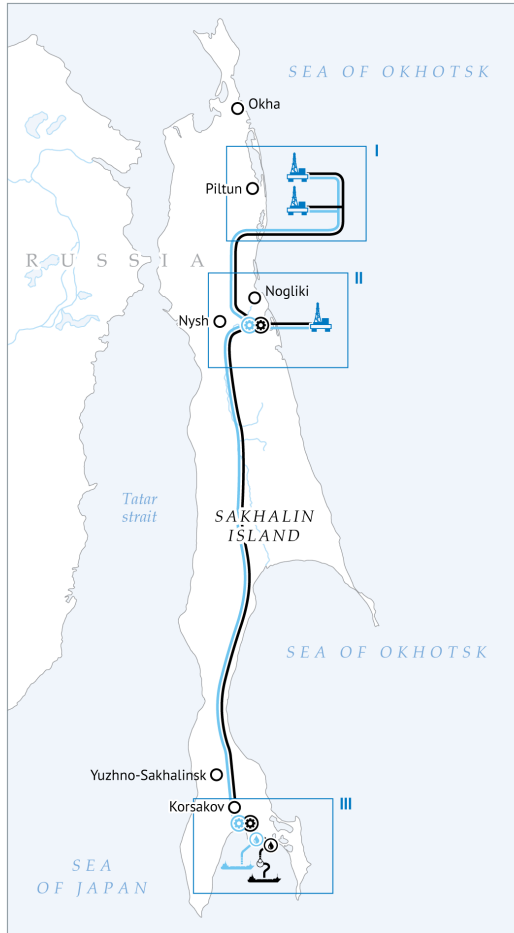 SEA OF OKHOTSK
Okha
I
Piltun
RUSSIA
II
Nogliki
Nysh
Tatar
strait
SAKHALIN
ISLAND
SEA OF OKHOTSK
Yuzhno-Sakhalinsk
Korsakov
III
SEA
OF JAPAN